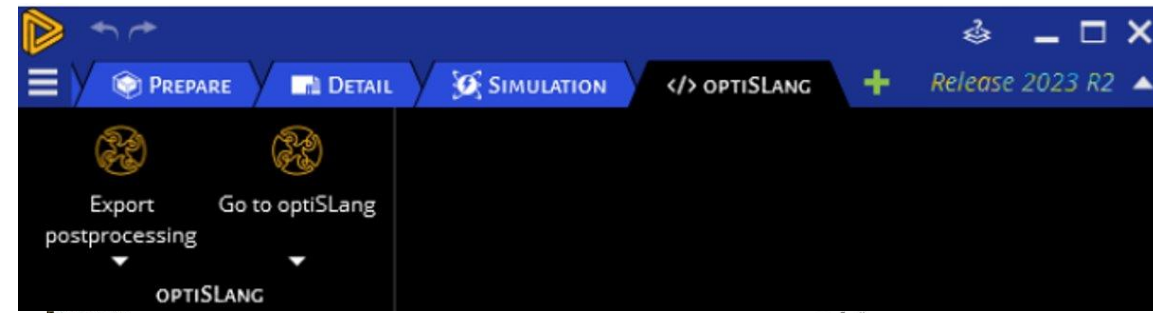 Prepare Detail Simulation </> optiSLang Release 2023 R2
Export postprocessing
Go to optiSLang
optiSLang